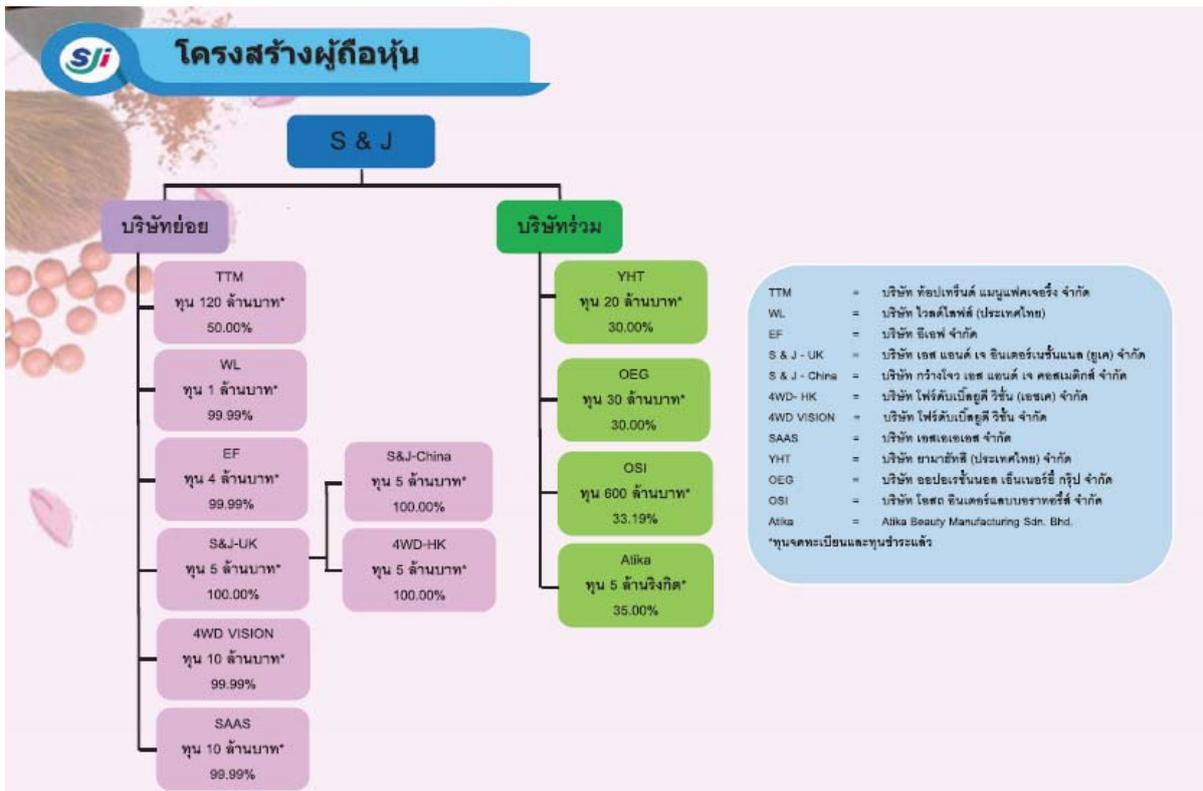 SJi
โครงสร้างผู้ถือหุ้น
S & J
บริษัทย่อย
TTM
ทุน 120 ล้านบาท*
50.00%
WL
ทุน 1 ล้านบาท*
99.99%
EF
ทุน 4 ล้านบาท*
99.99%
S&J-UK
ทุน 5 ล้านบาท*
100.00%
4WD VISION
ทุน 10 ล้านบาท*
99.99%
SAAS
ทุน 10 ล้านบาท*
99.99%
S&J-China
ทุน 5 ล้านบาท*
100.00%
4WD-HK
ทุน 5 ล้านบาท*
100.00%
บริษัทร่วม
YHT
ทุน 20 ล้านบาท*
30.00%
OEG
ทุน 30 ล้านบาท*
30.00%
OSI
ทุน 600 ล้านบาท*
33.19%
Atika
ทุน 5 ล้านริงกิต*
35.00%
TTM = บริษัท ท้อปเทร็นด์ แมนูแฟคเจอริ่ง จำกัด
WL = บริษัท ไวลด์ไลฟส์ (ประเทศไทย)
EF = บริษัท อีเอฟ จำกัด
S & J - UK = บริษัท เอส แอนด์ เจ อินเตอร์เนชั่นแนล (ยูเค) จำกัด
S & J - China = บริษัท กว่างโจว เอส แอนด์ เจ คอสเมติกส์ จำกัด
4WD- HK = บริษัท โฟร์ดับเบิ้ลยูดี วิชั่น (เอชเค) จำกัด
4WD VISION = บริษัท โฟร์ดับเบิ้ลยูดี วิชั่น จำกัด
SAAS = บริษัท เอสเอเอเอส จำกัด
YHT = บริษัท ยามาฮัทสึ (ประเทศไทย) จำกัด
OEG = บริษัท ออปอเรชั่นนอล เอ็นเนอร์ยี่ กรุ๊ป จำกัด
OSI = บริษัท โอสถ อินเตอร์แลบบอราทอรี่ส์ จำกัด
Atika = Atika Beauty Manufacturing Sdn. Bhd.
*ทุนจดทะเบียนและทุนชำระแล้ว